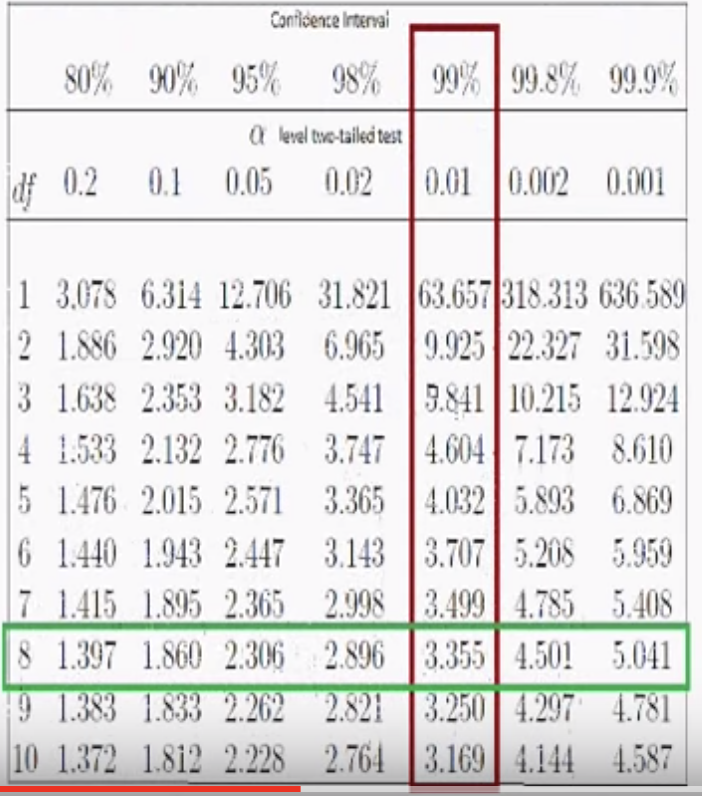 Confidence Interval
80% 90% 95% 98% 99% 99.8% 99.9%
α level two-tailed test
df 0.2 0.1 0.05 0.02 0.01 0.002 0.001
1 3.078 6.314 12.706 31.821 63.657 318.313 636.589
2 1.886 2.920 4.303 6.965 9.925 22.327 31.598
3 1.638 2.353 3.182 4.541 5.841 10.215 12.924
4 1.533 2.132 2.776 3.747 4.604 7.173 8.610
5 1.476 2.015 2.571 3.365 4.032 5.893 6.869
6 1.440 1.943 2.447 3.143 3.707 5.208 5.959
7 1.415 1.895 2.365 2.998 3.499 4.785 5.408
8 1.397 1.860 2.306 2.896 3.355 4.501 5.041
9 1.383 1.833 2.262 2.821 3.250 4.297 4.781
10 1.372 1.812 2.228 2.764 3.169 4.144 4.587